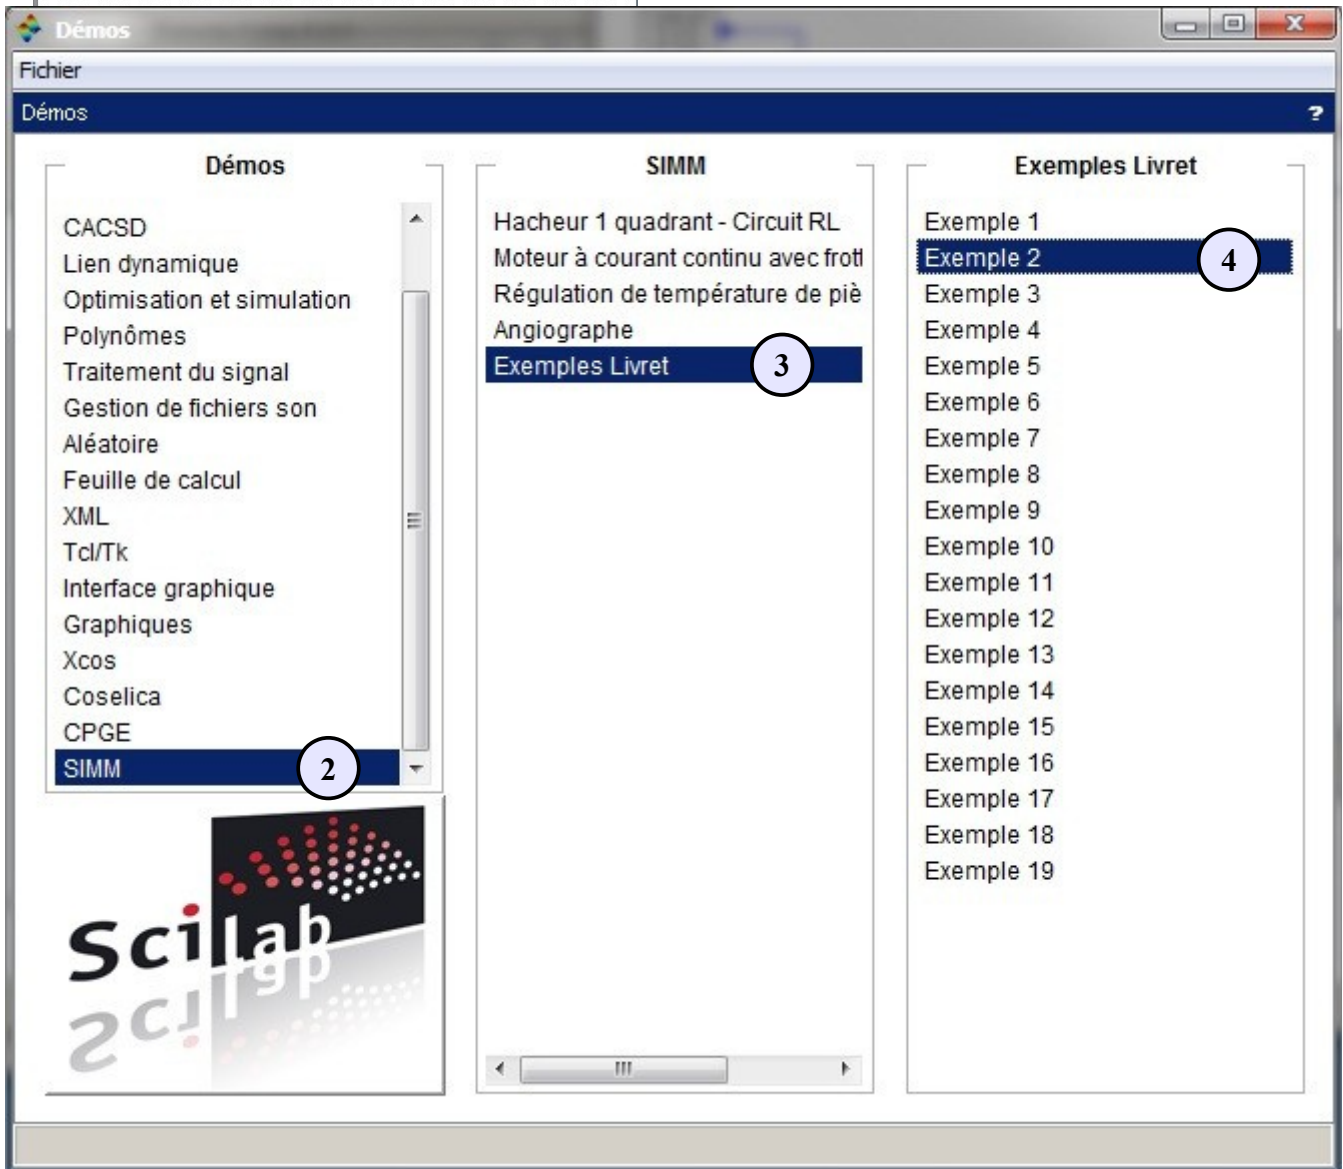 Démos
Fichier
Démos ?
Démos
CACSD
Lien dynamique
Optimisation et simulation
Polynômes
Traitement du signal
Gestion de fichiers son
Aléatoire
Feuille de calcul
XML
Tcl/Tk
Interface graphique
Graphiques
Xcos
Coselica
CPGE
SIMM 2
Scilab
SIMM
Hacheur 1 quadrant - Circuit RL
Moteur à courant continu avec frott
Régulation de température de piè
Angiographe
Exemples Livret 3
Exemples Livret
Exemple 1
Exemple 2 4
Exemple 3
Exemple 4
Exemple 5
Exemple 6
Exemple 7
Exemple 8
Exemple 9
Exemple 10
Exemple 11
Exemple 12
Exemple 13
Exemple 14
Exemple 15
Exemple 16
Exemple 17
Exemple 18
Exemple 19